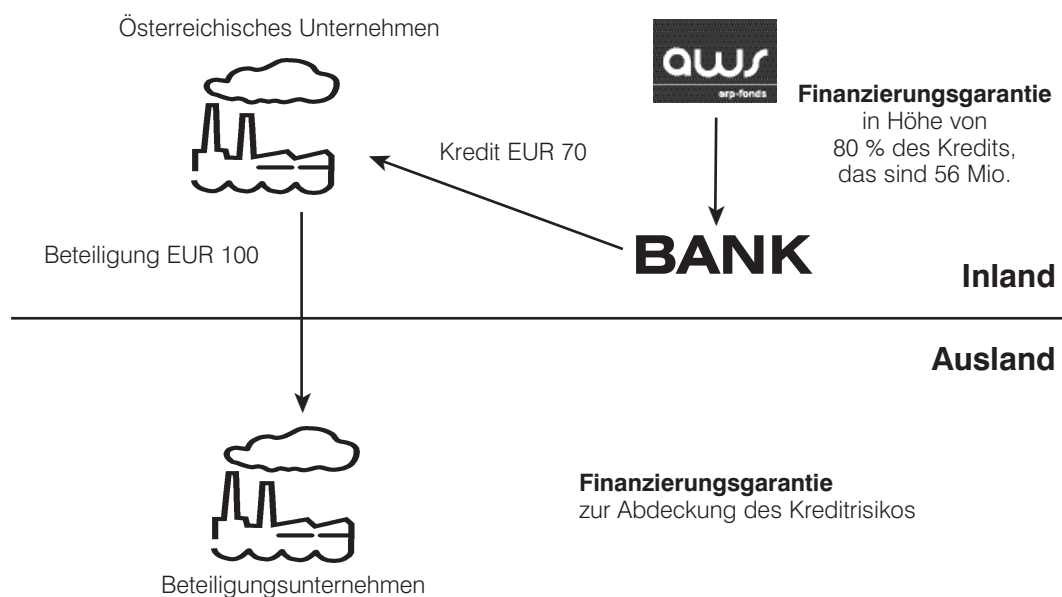 Österreichisches Unternehmen
aws
erp-fonds
Finanzierungsgarantie
in Höhe von
80 % des Kredits,
das sind 56 Mio.
Kredit EUR 70
Beteiligung EUR 100
BANK
Inland
Ausland
Finanzierungsgarantie
zur Abdeckung des Kreditrisikos
Beteiligungsunternehmen